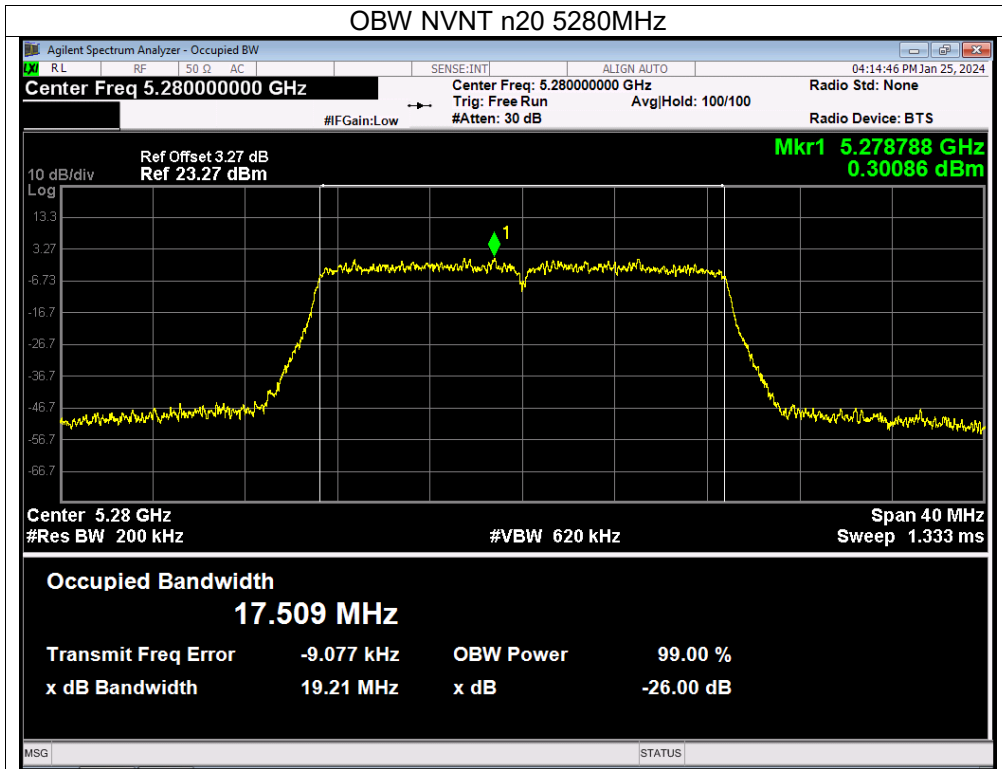 OBW NVNT n20 5280MHz
Agilent Spectrum Analyzer - Occupied BW
LXI RL RF 50 Ω AC SENSE:INT ALIGN AUTO 04:14:46 PM Jan 25, 2024
Center Freq 5.280000000 GHz Center Freq: 5.280000000 GHz Radio Std: None
Trig: Free Run Avg|Hold: 100/100
#IFGain:Low #Atten: 30 dB Radio Device: BTS
Mkr1 5.278788 GHz
0.30086 dBm
Ref Offset 3.27 dB
10 dB/div Ref 23.27 dBm
Log
13.3
1
3.27
-6.73
-16.7
-26.7
-36.7
-46.7
-56.7
-66.7
Center 5.28 GHz Span 40 MHz
#Res BW 200 kHz #VBW 620 kHz Sweep 1.333 ms
Occupied Bandwidth
17.509 MHz
Transmit Freq Error -9.077 kHz OBW Power 99.00 %
x dB Bandwidth 19.21 MHz x dB -26.00 dB
MSG STATUS